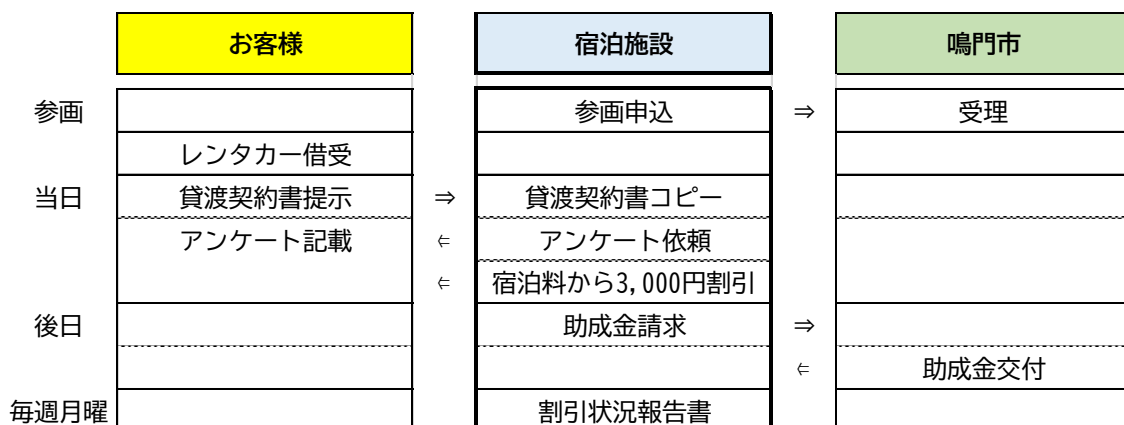 お客様 宿泊施設 鳴門市
参画 参画申込 ⇒ 受理
レンタカー借受
当日 貸渡契約書提示 ⇒ 貸渡契約書コピー
アンケート記載 ⇐ アンケート依頼
⇐ 宿泊料から3,000円割引
後日 助成金請求 ⇒
⇐ 助成金交付
毎週月曜 割引状況報告書